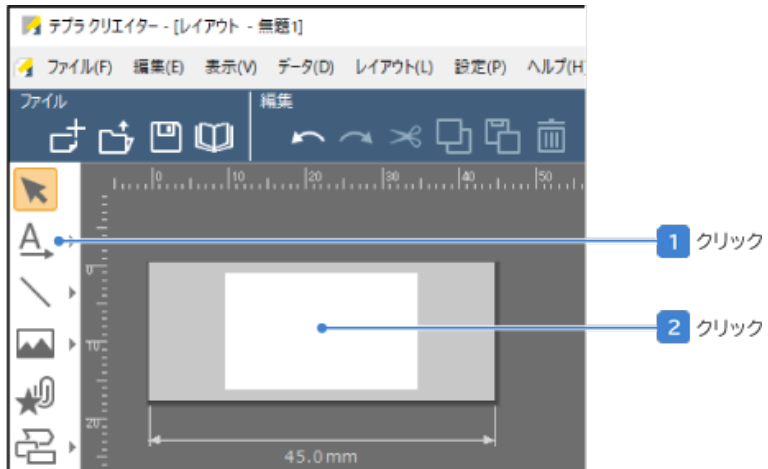 テプラ クリエイター - [レイアウト - 無題1]
ファイル(F) 編集(E) 表示(V) データ(D) レイアウト(L) 設定(P) ヘルプ(H
ファイル 編集
0 10 20 30 40 50
A
1 クリック
0
2 クリック
10
20
45.0mm